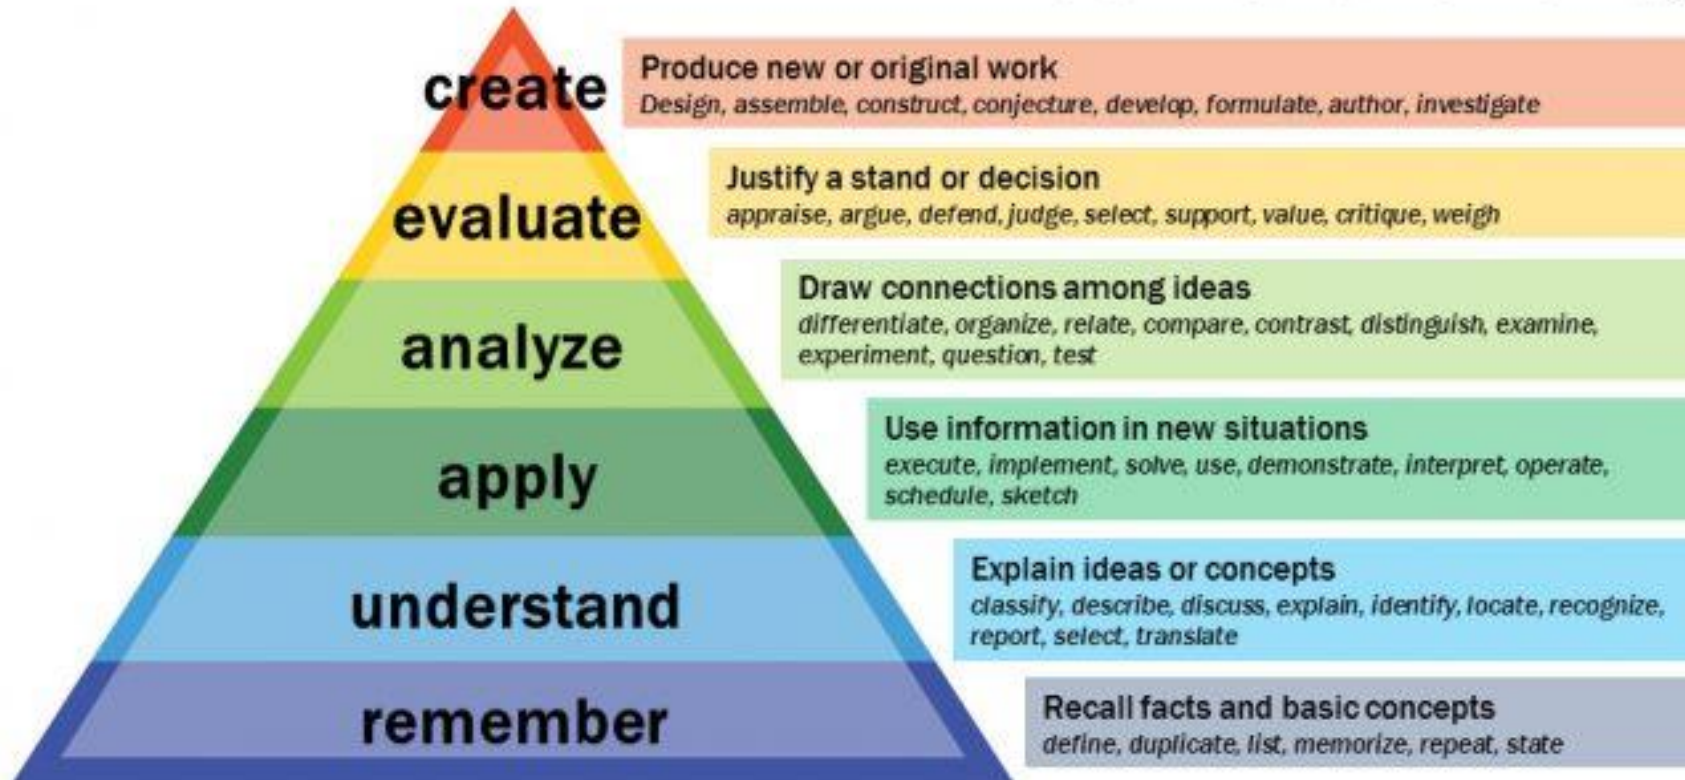 create
Produce new or original work
Design, assemble, construct, conjecture, develop, formulate, author, investigate
evaluate
Justify a stand or decision
appraise, argue, defend, judge, select, support, value, critique, weigh
analyze
Draw connections among ideas
differentiate, organize, relate, compare, contrast, distinguish, examine,
experiment, question, test
apply
Use information in new situations
execute, implement, solve, use, demonstrate, interpret, operate,
schedule, sketch
understand
Explain ideas or concepts
classify, describe, discuss, explain, identify, locate, recognize,
report, select, translate
remember
Recall facts and basic concepts
define, duplicate, list, memorize, repeat, state